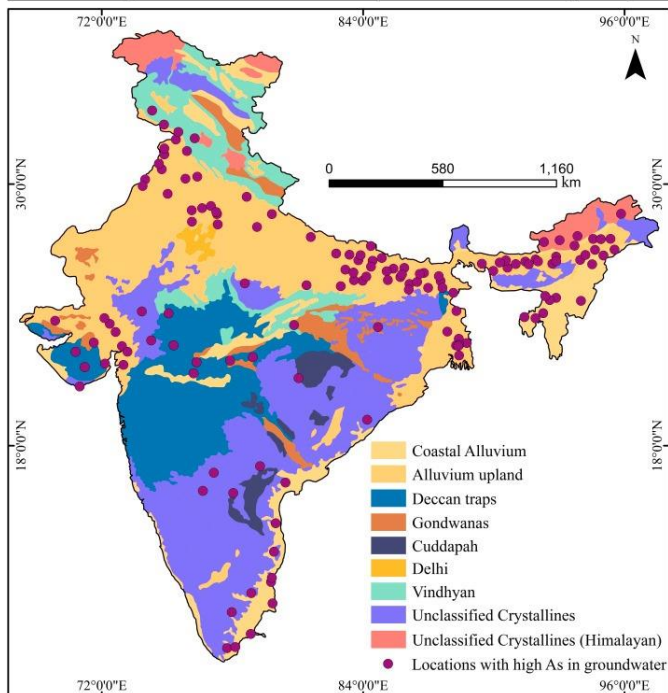 72°0'0"E 84°0'0"E 96°0'0"E
N
0 580 1,160
km
30°0'0"N 30°0'0"N
18°0'0"N 18°0'0"N
Coastal Alluvium
Alluvium upland
Deccan traps
Gondwanas
Cuddapah
Delhi
Vindhyan
Unclassified Crystallines
Unclassified Crystallines (Himalayan)
Locations with high As in groundwater
72°0'0"E 84°0'0"E 96°0'0"E